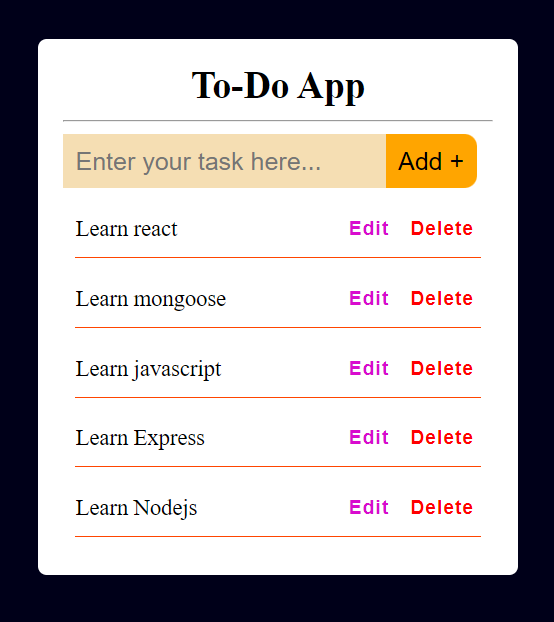 To-Do App
Enter your task here... Add +
Learn react Edit Delete
Learn mongoose Edit Delete
Learn javascript Edit Delete
Learn Express Edit Delete
Learn Nodejs Edit Delete